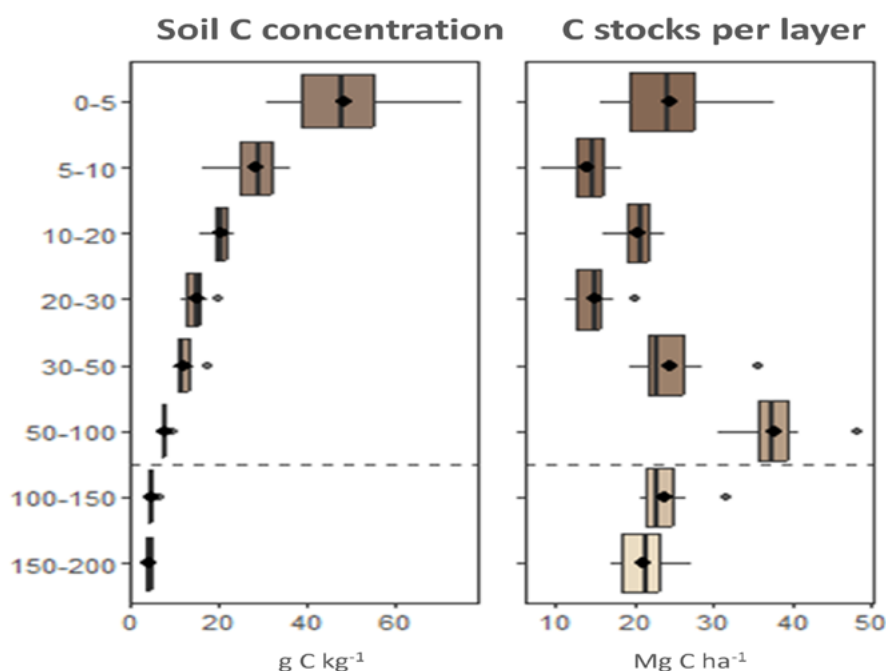 Soil C concentration
C stocks per layer
0-5
5-10
10-20
20-30
30-50
50-100
100-150
150-200
0 20 40 60
10 20 30 40 50
g C kg⁻¹
Mg C ha⁻¹